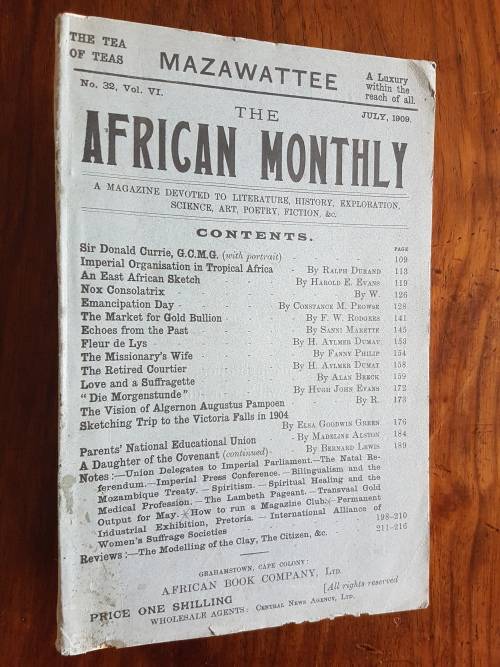 THE TEA OF TEAS
MAZAWATTEE
A Luxury within the reach of all.
No. 32, Vol. VI.
JULY, 1909.
THE
AFRICAN MONTHLY
A MAGAZINE DEVOTED TO LITERATURE, HISTORY, EXPLORATION,
SCIENCE, ART, POETRY, FICTION, &c.
CONTENTS.
PAGE
Sir Donald Currie, G.C.M.G. (with portrait) 109
Imperial Organisation in Tropical Africa By RALPH DURAND 113
An East African Sketch By HAROLD E. EVANS 119
Nox Consolatrix By W. 126
Emancipation Day By CONSTANCE M. PROWSE 128
The Market for Gold Bullion By F. W. RODGERS 141
Echoes from the Past By SANNI MARETTE 145
Fleur de Lys By H. AYLMER DUMAT 153
The Missionary's Wife By FANNY PHILIP 154
The Retired Courtier By H. AYLMER DUMAT 158
Love and a Suffragette By ALAN BRECK 159
"Die Morgenstunde" By HUGH JOHN EVANS 172
The Vision of Algernon Augustus Pampoen By R. 173
Sketching Trip to the Victoria Falls in 1904
By ELSA GOODWIN GREEN 176
Parents' National Educational Union By MADELINE ALSTON 184
A Daughter of the Covenant (continued) By BERNARD LEWIS 189
Notes:—Union Delegates to Imperial Parliament.—The Natal Re-
ferendum.—Imperial Press Conference.—Bilingualism and the
Mozambique Treaty.—Spiritism.—Spiritual Healing and the
Medical Profession.—The Lambeth Pageant.—Transvaal Gold
Output for May.—How to run a Magazine Club.—Permanent
Industrial Exhibition, Pretoria.—International Alliance of
Women's Suffrage Societies 198-210
Reviews:—The Modelling of the Clay, The Citizen, &c. 211-216
GRAHAMSTOWN, CAPE COLONY:
AFRICAN BOOK COMPANY, LTD.
[All rights reserved
PRICE ONE SHILLING
WHOLESALE AGENTS: CENTRAL NEWS AGENCY, LTD.